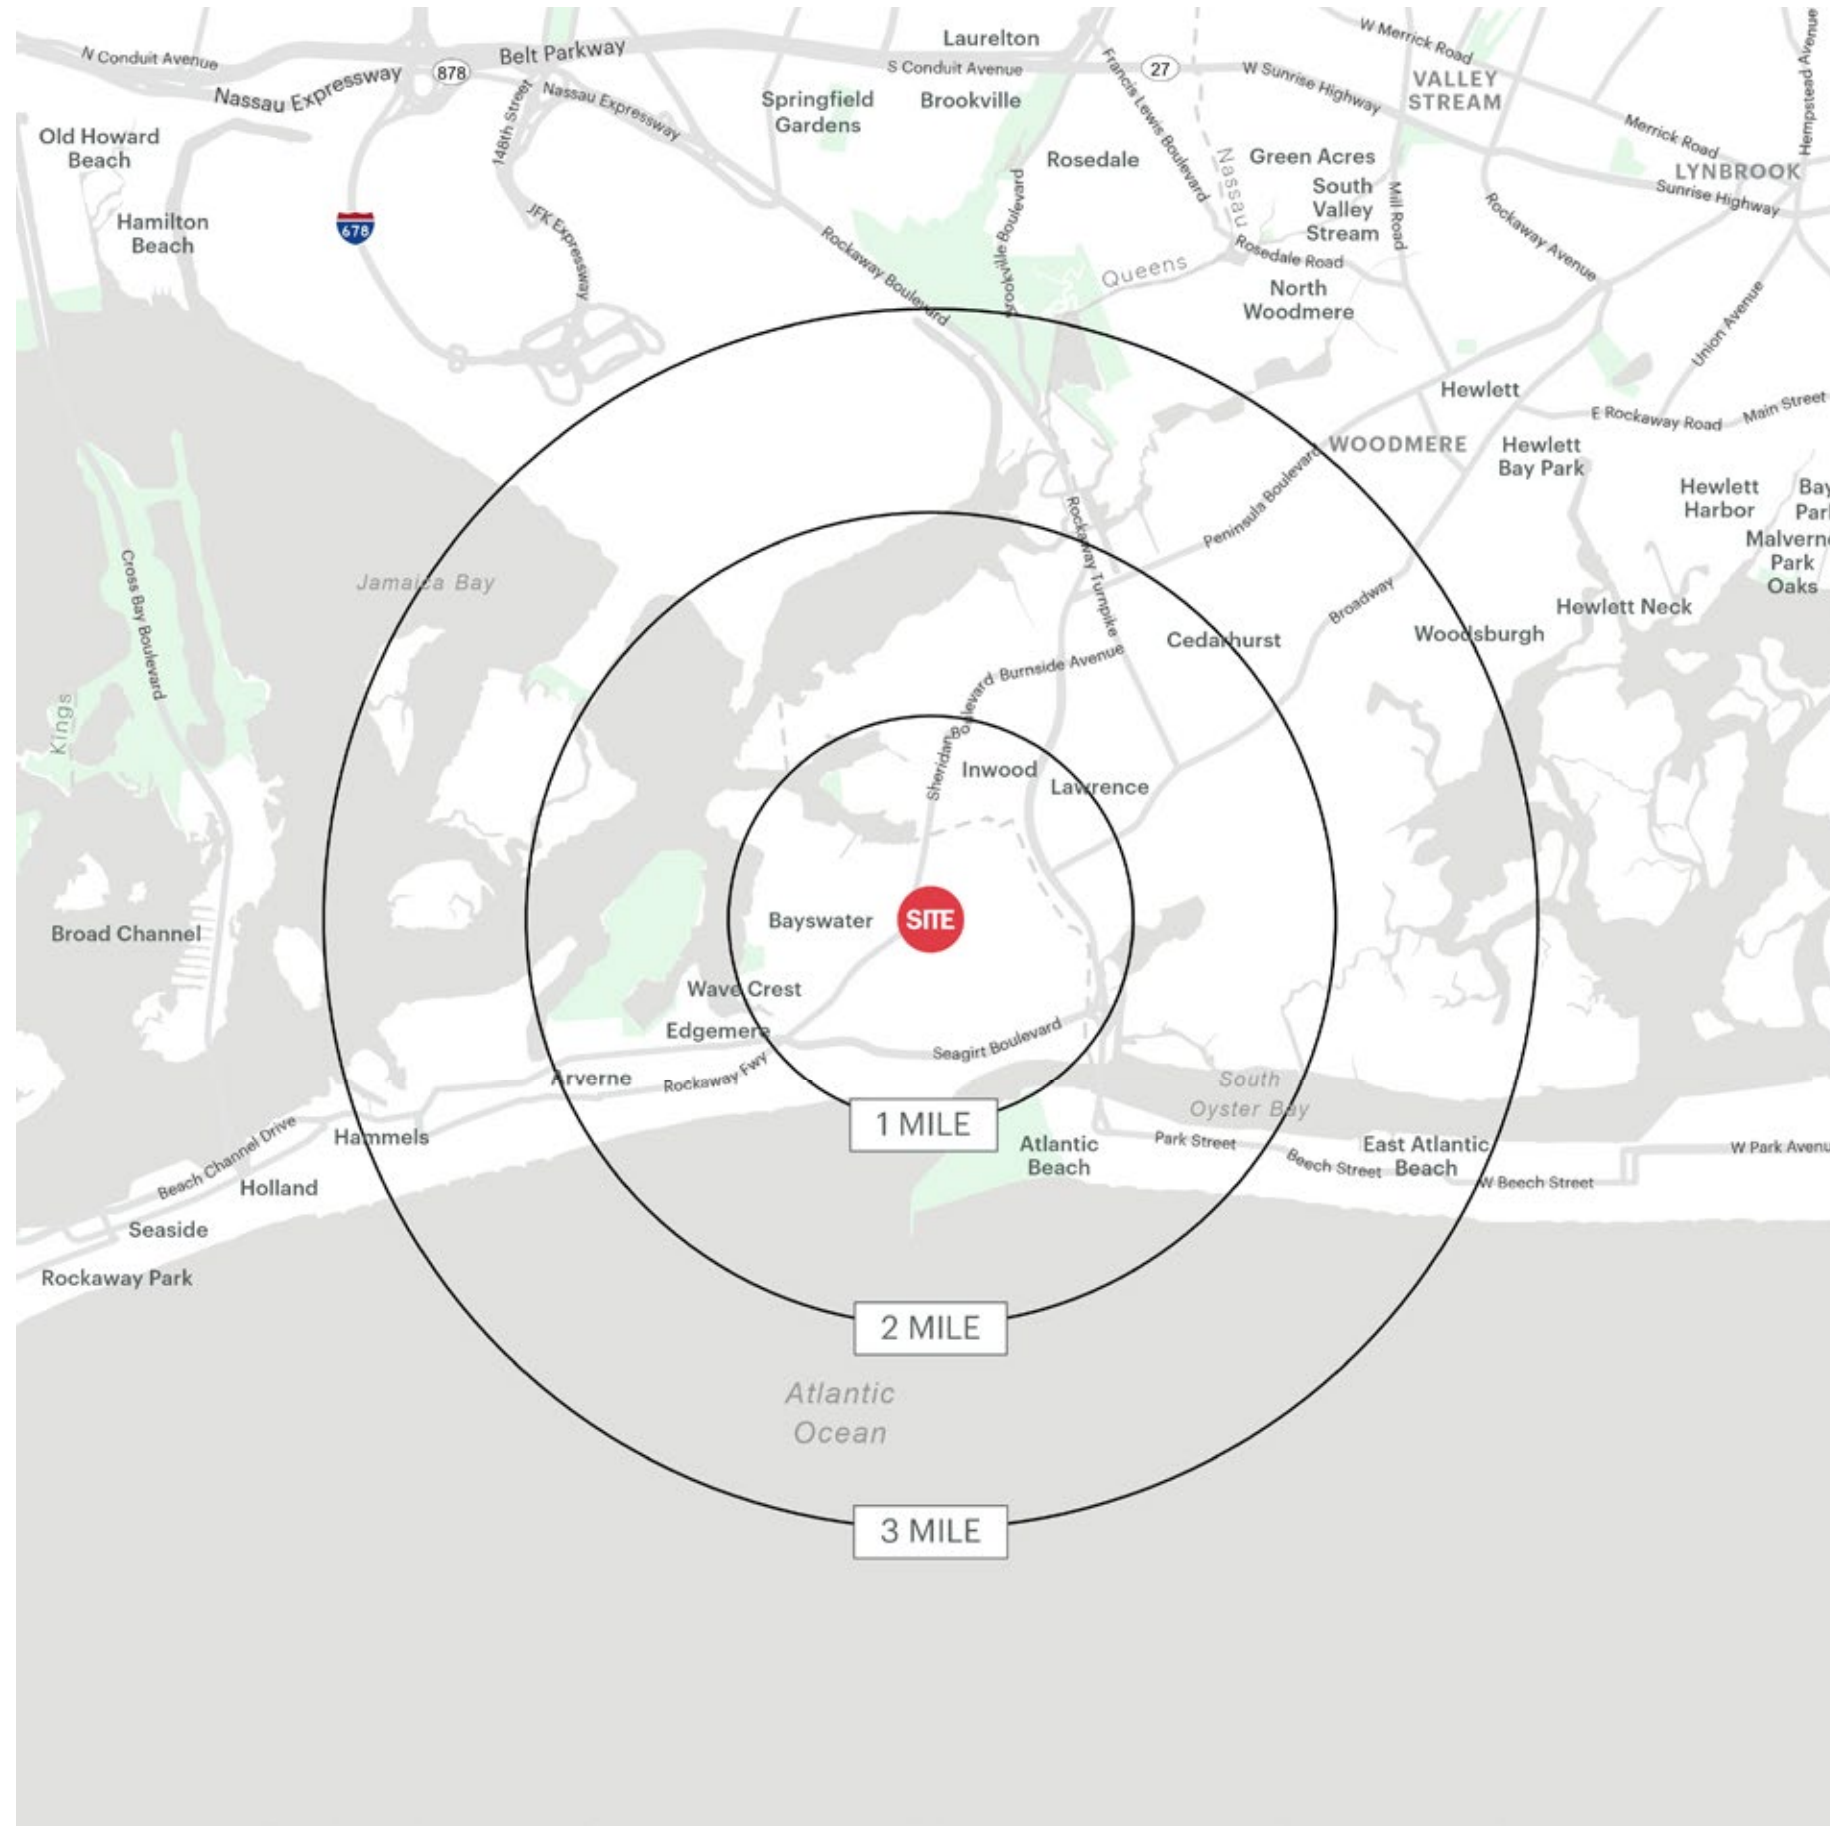 Laurelton
N Conduit Avenue
Belt Parkway
S Conduit Avenue
27
W Merrick Road
Hempstead Avenue
Nassau Expressway
878
Nassau Expressway
148th Street
Springfield
Gardens
Brookville
Francis Lewis Boulevard
W Sunrise Highway
VALLEY
STREAM
Merrick Road
Old Howard
Beach
Rosedale
Nassau
Green Acres
LYNBROOK
Sunrise Highway
Hamilton
Beach
678
JFK Expressway
Rockaway Boulevard
Brookville Boulevard
South
Valley
Stream
Mill Road
Rockaway Avenue
Queens
Rosedale Road
North
Woodmere
Union Avenue
Hewlett
E Rockaway Road
Main Street
WOODMERE
Hewlett
Bay Park
Peninsula Boulevard
Hewlett
Harbor
Bay
Park
Malverne
Park
Oaks
Jamaica Bay
Cross Bay Boulevard
Rockaway Turnpike
Broadway
Hewlett Neck
Cedarhurst
Woodsburgh
Burnside Avenue
Kings
Sheridan Boulevard
Inwood
Lawrence
Broad Channel
Bayswater
SITE
Wave Crest
Edgemere
Seagirt Boulevard
Arverne
Rockaway Fwy
South
Oyster Bay
1 MILE
Hammels
Beach Channel Drive
Holland
Atlantic
Beach
Park Street
Beech Street
East Atlantic
Beach
W Park Avenu
W Beech Street
Seaside
Rockaway Park
2 MILE
Atlantic
Ocean
3 MILE